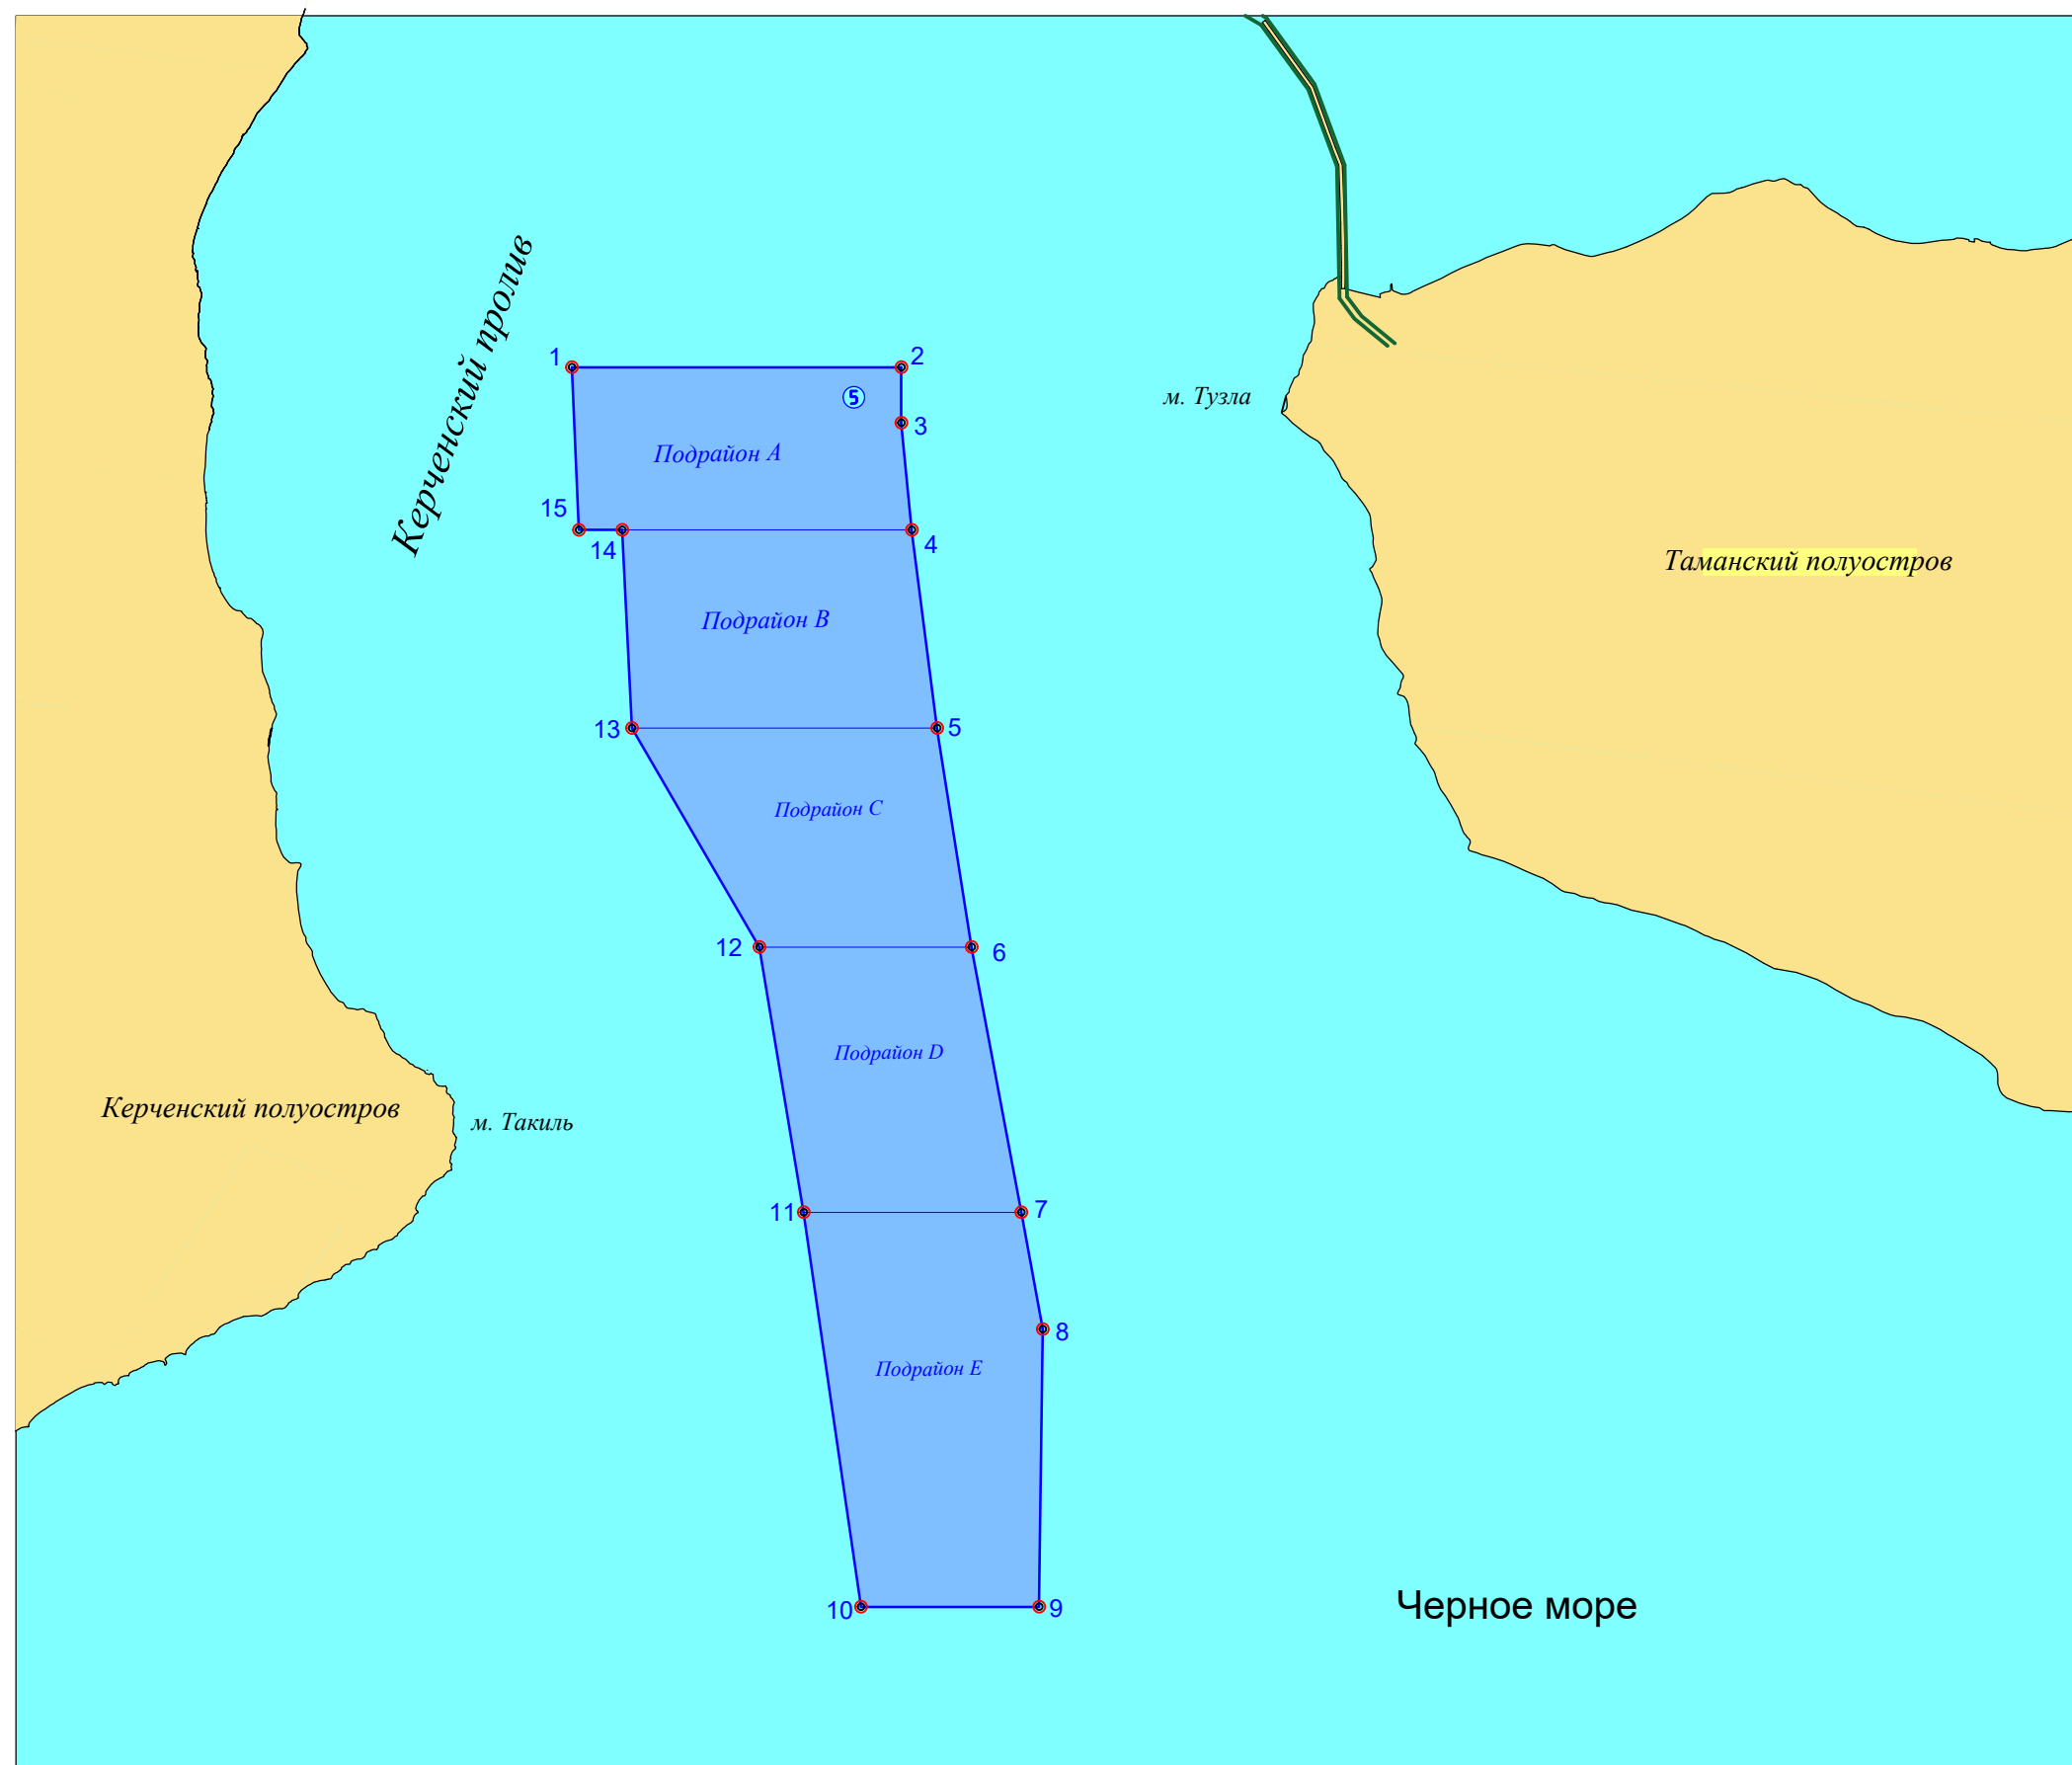 Керченский пролив
1
2
5
3
м. Тузла
Подрайон А
15
14
4
Таманский полуостров
Подрайон В
13
5
Подрайон С
12
6
Подрайон D
Керченский полуостров
м. Такиль
11
7
8
Подрайон Е
10
9
Черное море